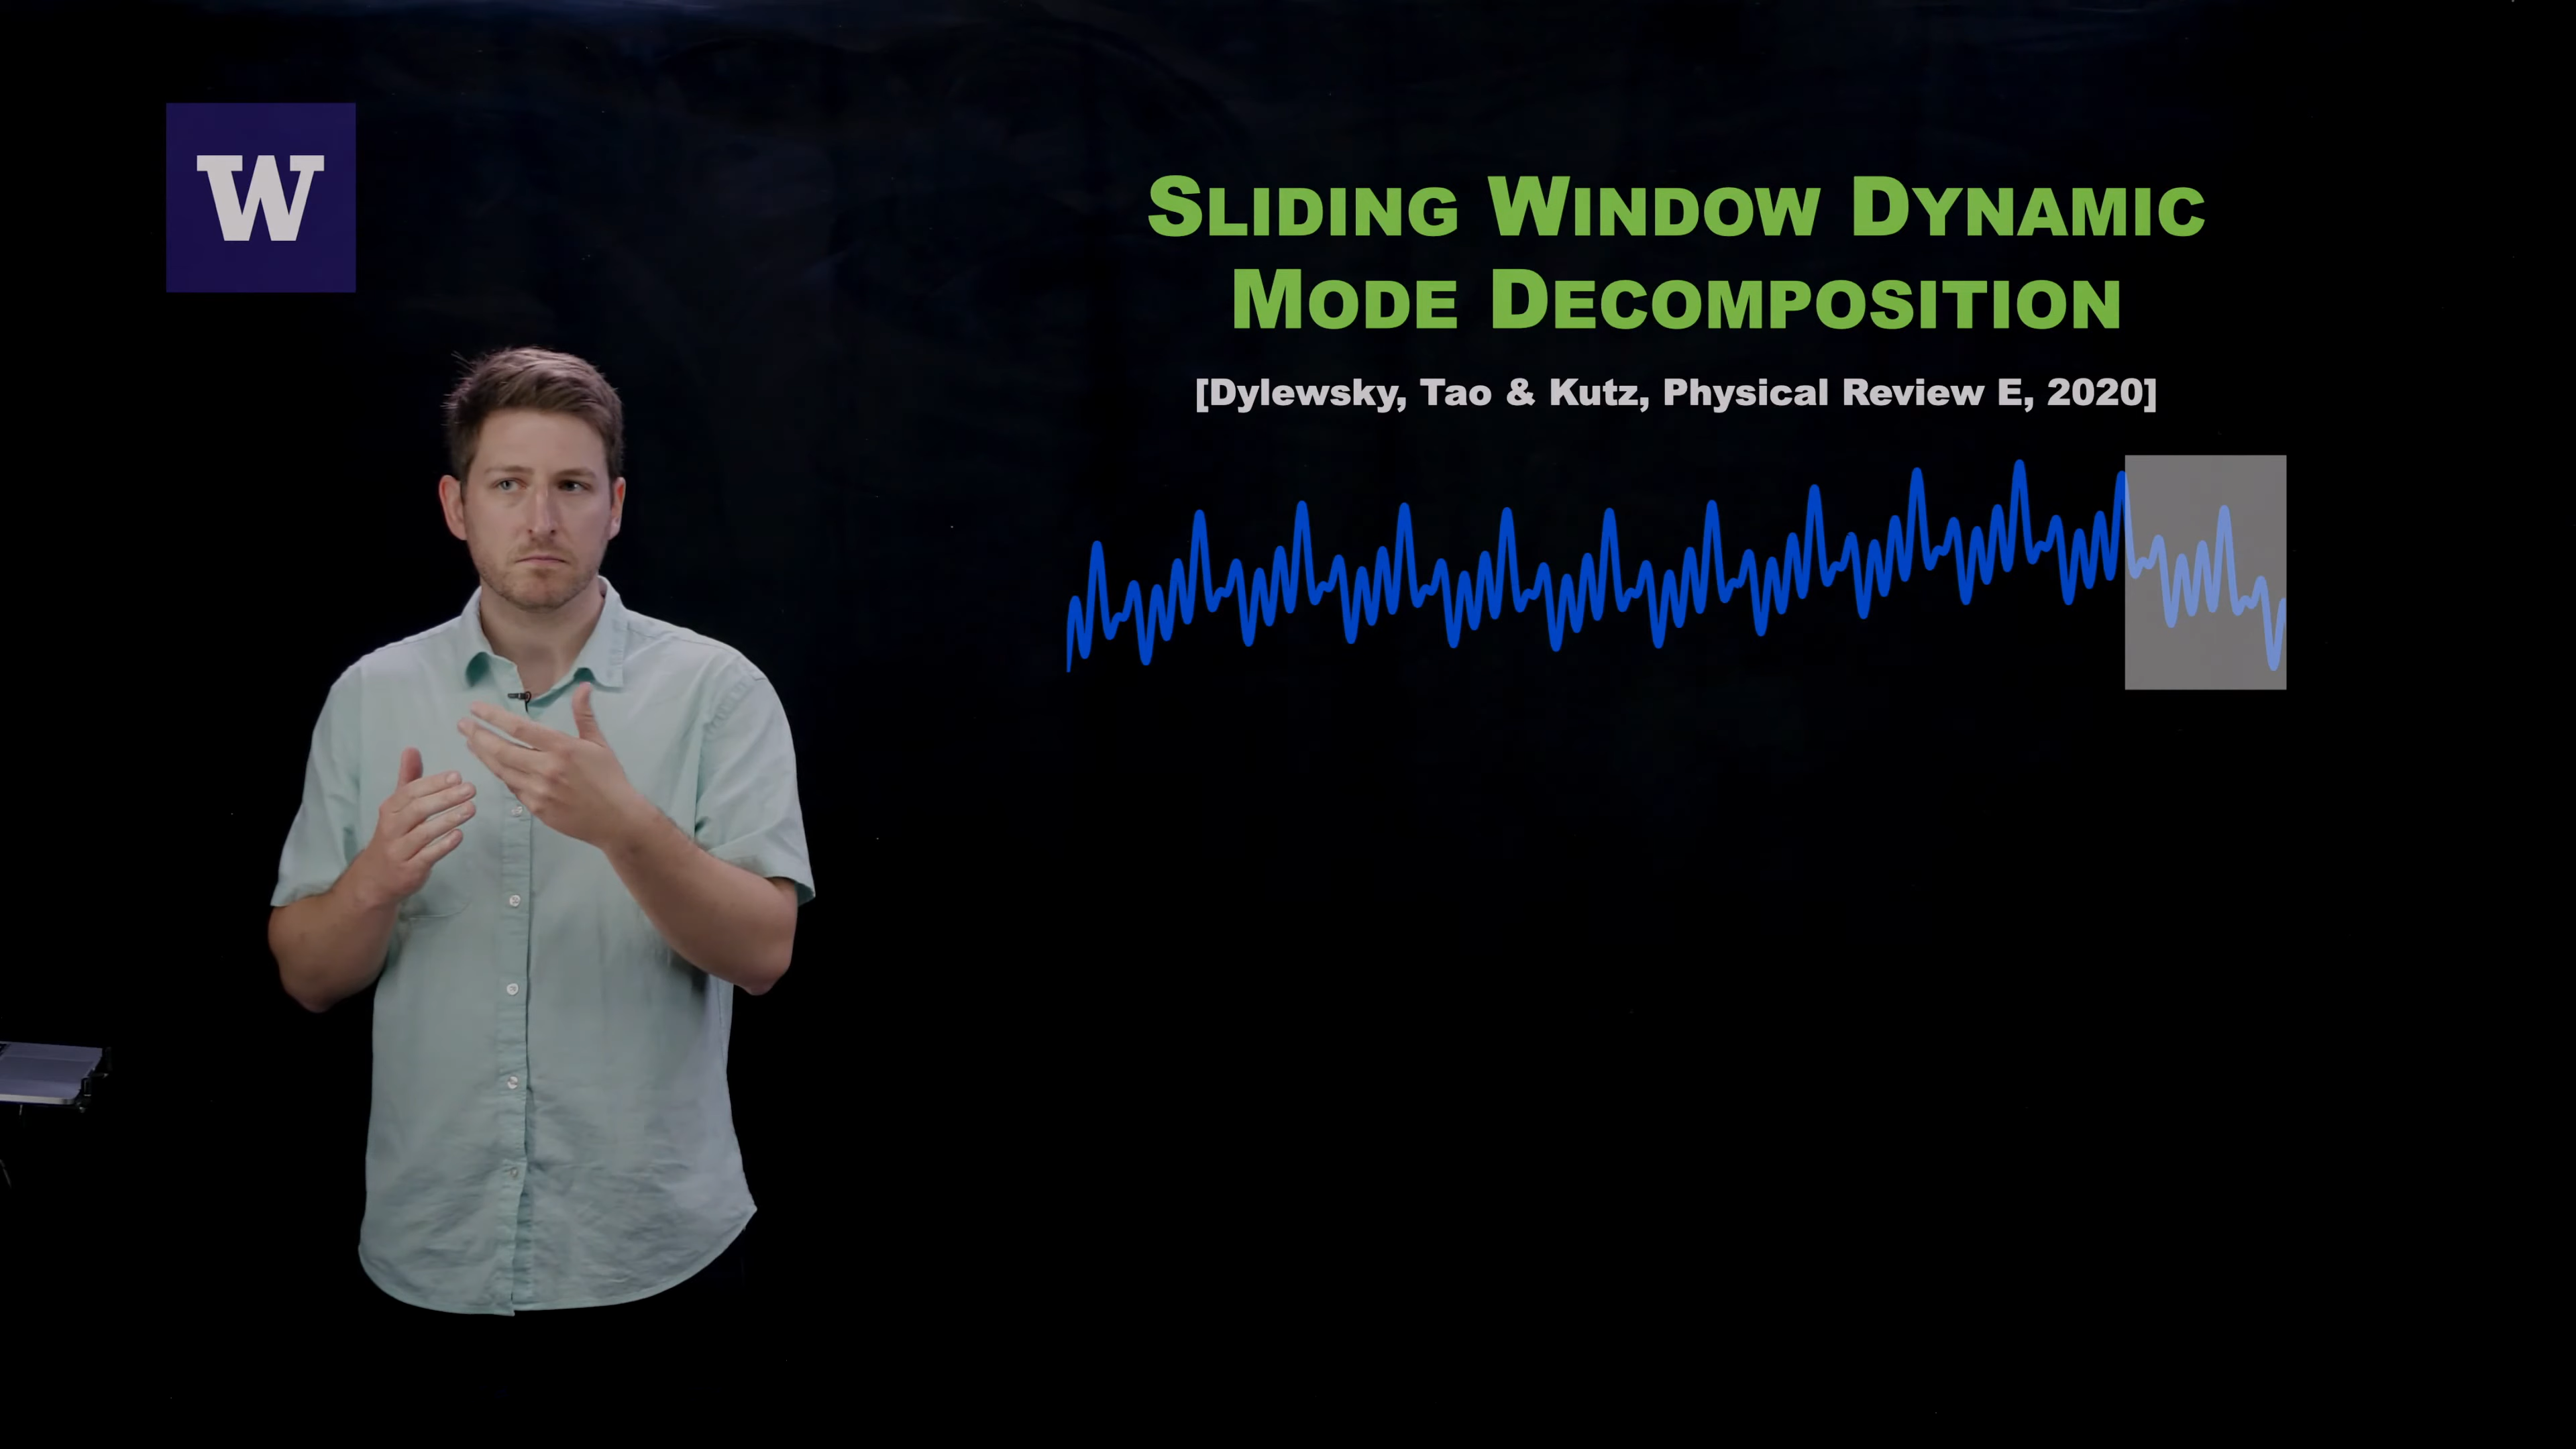 W
SLIDING WINDOW DYNAMIC
MODE DECOMPOSITION
[Dylewsky, Tao & Kutz, Physical Review E, 2020]